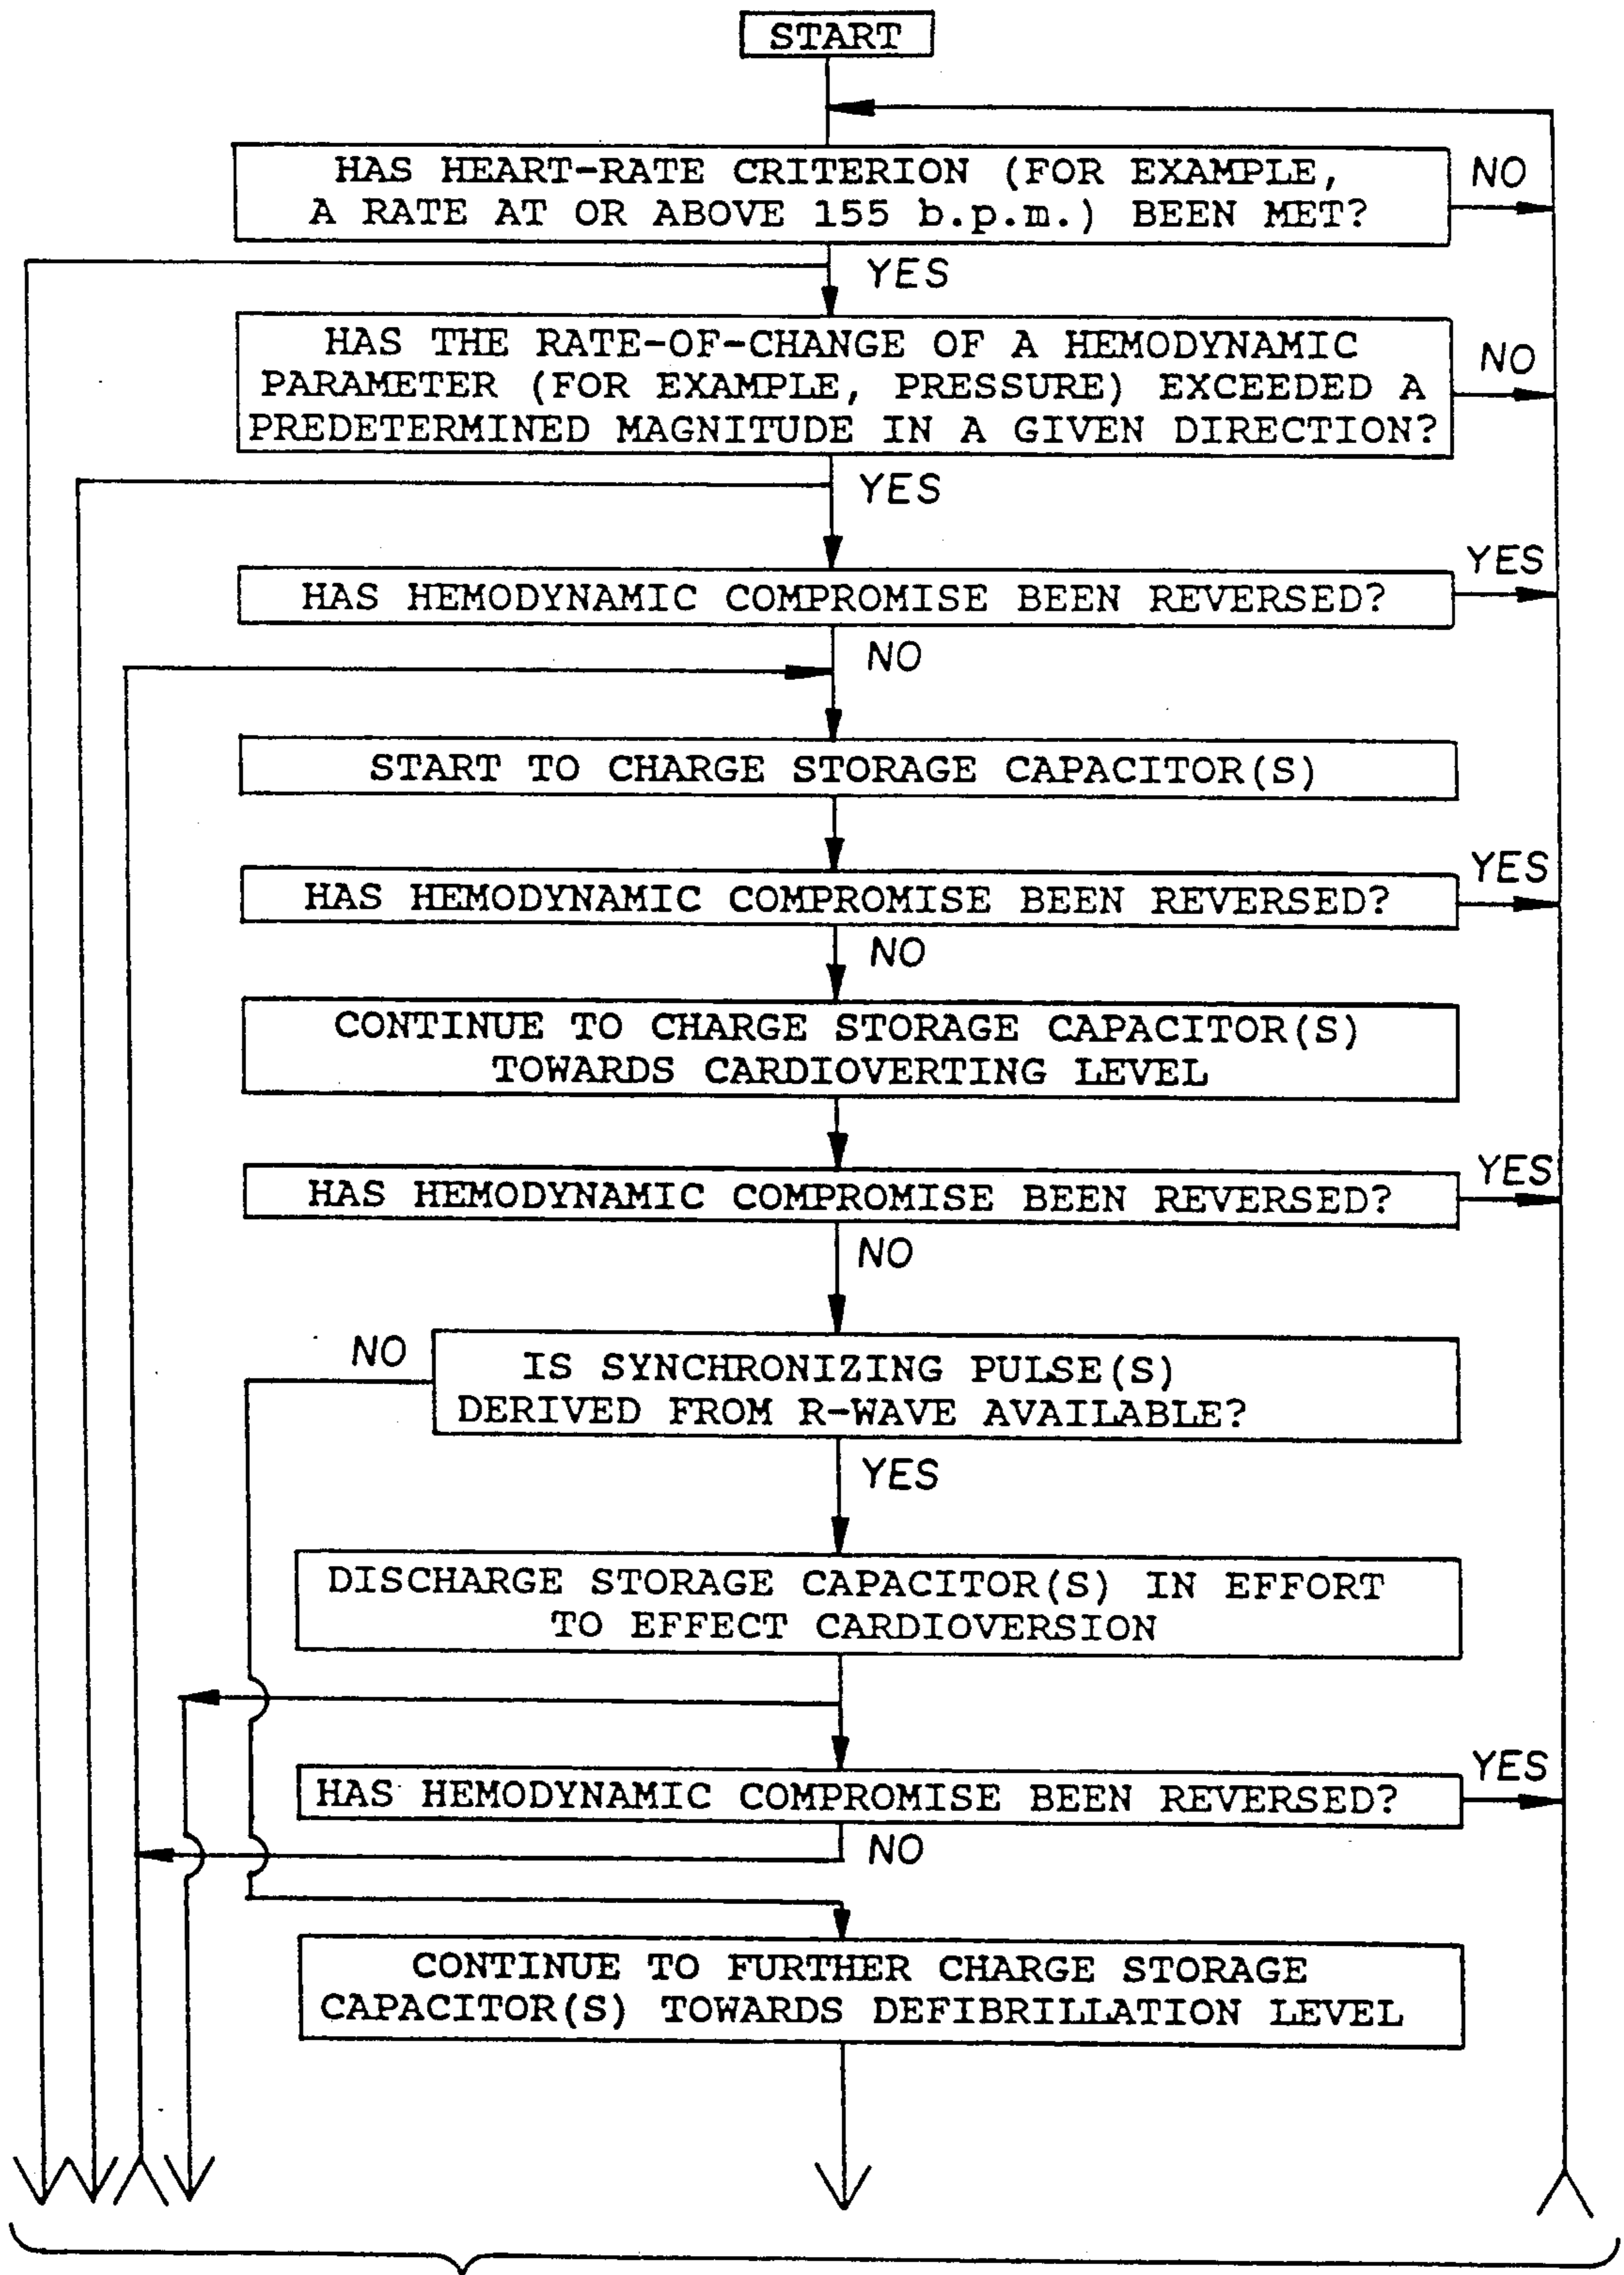 START
HAS HEART-RATE CRITERION (FOR EXAMPLE,
A RATE AT OR ABOVE 155 b.p.m.) BEEN MET?
NO
YES
HAS THE RATE-OF-CHANGE OF A HEMODYNAMIC
PARAMETER (FOR EXAMPLE, PRESSURE) EXCEEDED A
PREDETERMINED MAGNITUDE IN A GIVEN DIRECTION?
NO
YES
HAS HEMODYNAMIC COMPROMISE BEEN REVERSED?
YES
NO
START TO CHARGE STORAGE CAPACITOR(S)
HAS HEMODYNAMIC COMPROMISE BEEN REVERSED?
YES
NO
CONTINUE TO CHARGE STORAGE CAPACITOR(S)
TOWARDS CARDIOVERTING LEVEL
HAS HEMODYNAMIC COMPROMISE BEEN REVERSED?
YES
NO
NO
IS SYNCHRONIZING PULSE(S)
DERIVED FROM R-WAVE AVAILABLE?
YES
DISCHARGE STORAGE CAPACITOR(S) IN EFFORT
TO EFFECT CARDIOVERSION
HAS HEMODYNAMIC COMPROMISE BEEN REVERSED?
YES
NO
CONTINUE TO FURTHER CHARGE STORAGE
CAPACITOR(S) TOWARDS DEFIBRILLATION LEVEL